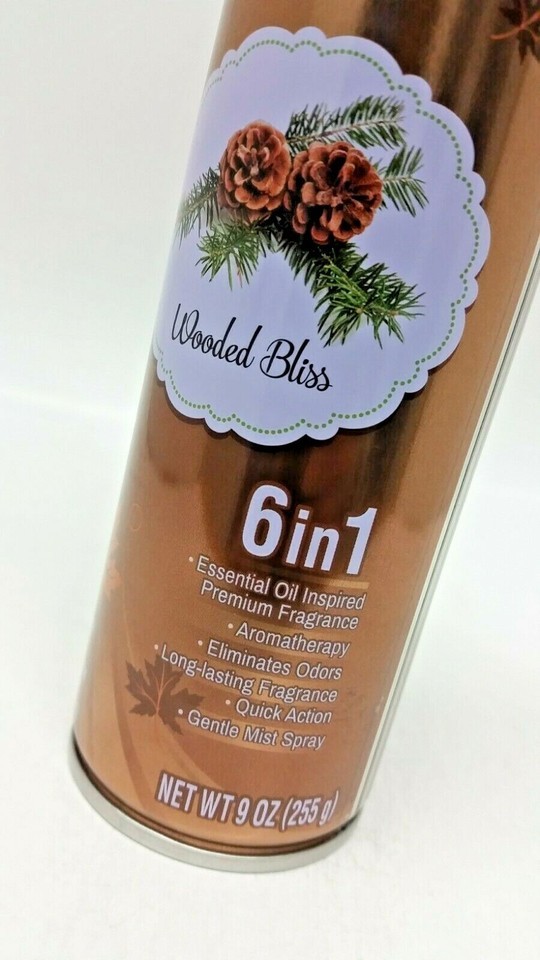 Wooded Bliss
6in1
• Essential Oil Inspired
Premium Fragrance
• Aromatherapy
• Eliminates Odors
• Long-lasting Fragrance
• Quick Action
• Gentle Mist Spray
NET WT 9 OZ (255 g)